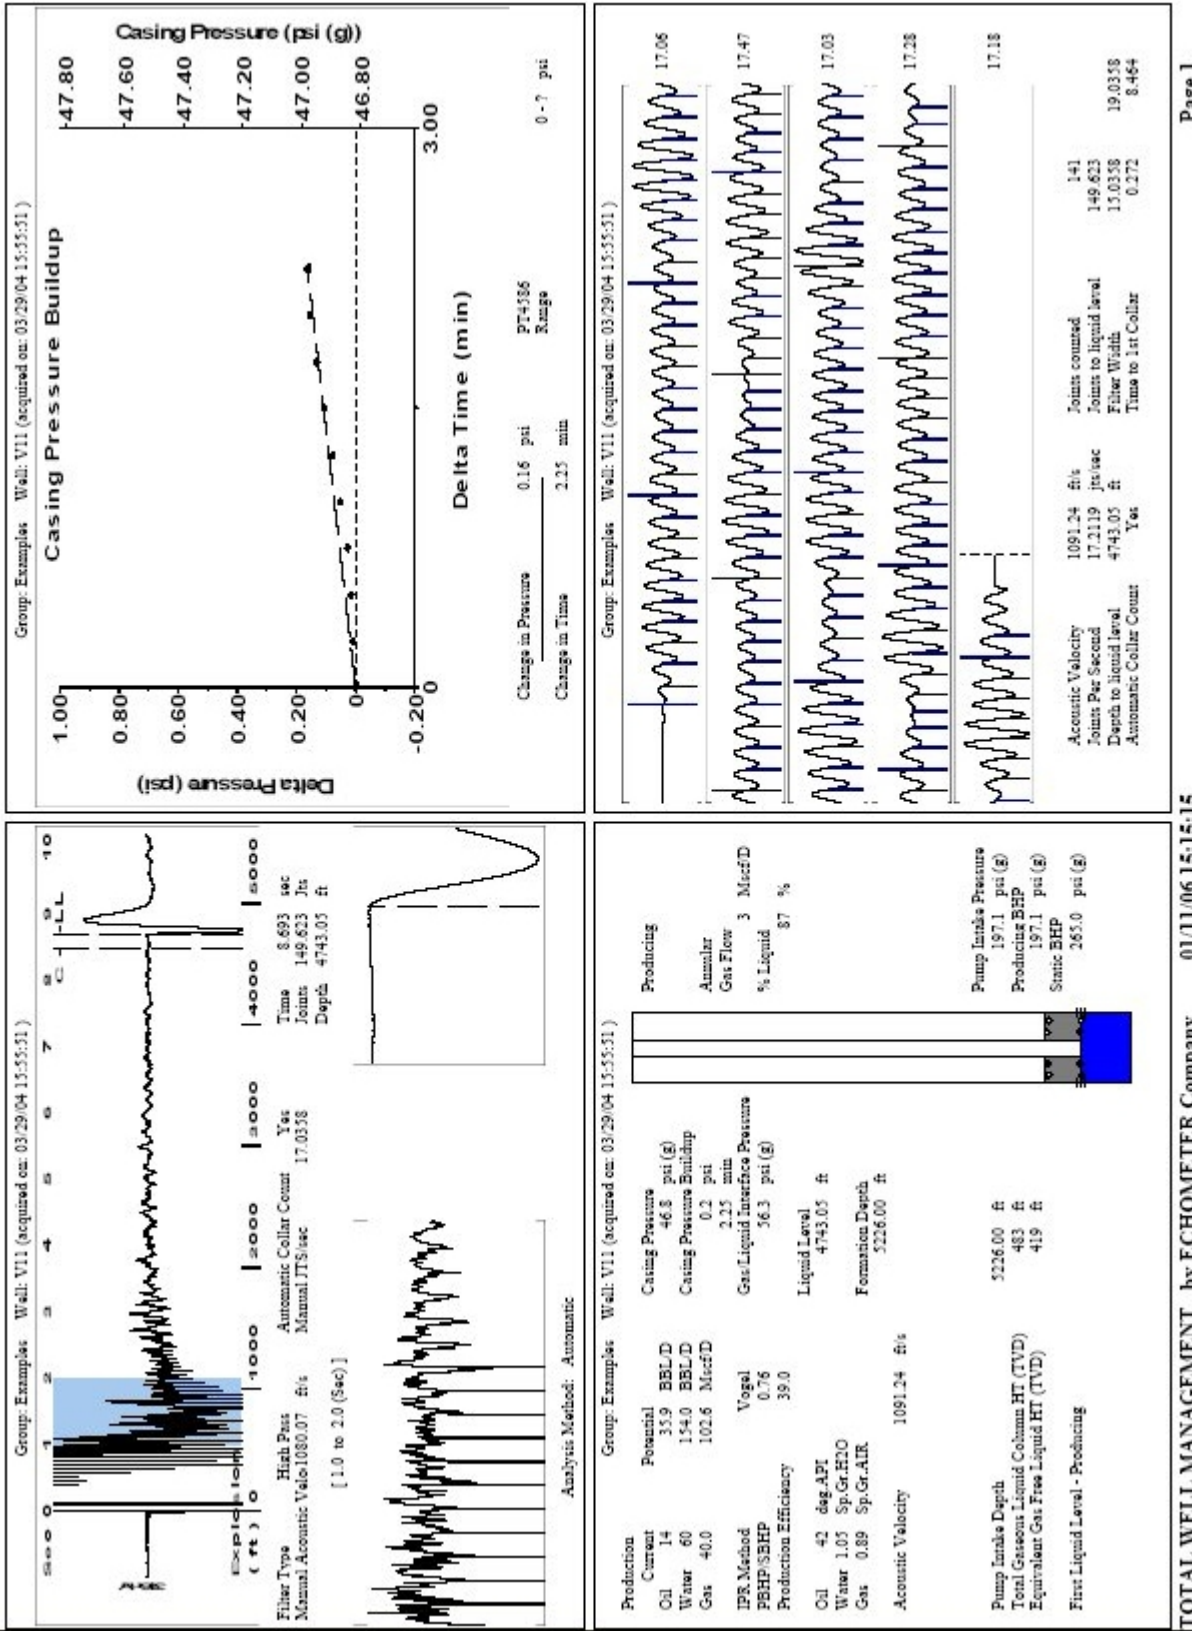 Group: Examples Well: V11 (acquired on: 03/29/04 15:55:51 )
Sec 0 1 2 3 4 5 6 7 8 9 10
C LL
Explosion
( ft ) 0 1000 2000 3000 4000 5000
Filter Type High Pass Automatic Collar Count Yes Time 8.693 sec
Manual Acoustic Velo 1080.07 ft/s Manual JTS/sec 17.0358 Joints 149.623 Jts
Depth 4743.05 ft
[ 1.0 to 2.0 (Sec) ]
Analysis Method: Automatic
Group: Examples Well: V11 (acquired on: 03/29/04 15:55:51 )
Casing Pressure Buildup
Delta Pressure (psi)
1.00
0.80
0.60
0.40
0.20
0
-0.20
Casing Pressure (psi (g))
47.80
47.60
47.40
47.20
47.00
46.80
0 3.00
Delta Time (min)
Change in Pressure 0.16 psi PT4586
Range 0 - ? psi
Change in Time 2.25 min
Group: Examples Well: V11 (acquired on: 03/29/04 15:55:51 )
Production
Current Potential
Oil 14 35.9 BBL/D
Water 60 154.0 BBL/D
Gas 40.0 102.6 Mscf/D
IPR Method Vogel
PBHP/SBHP 0.76
Production Efficiency 39.0
Oil 42 deg.API
Water 1.05 Sp.Gr.H2O
Gas 0.89 Sp.Gr.AIR
Acoustic Velocity 1091.24 ft/s
Casing Pressure
46.8 psi (g)
Casing Pressure Buildup
0.2 psi
2.25 min
Gas/Liquid Interface Pressure
56.3 psi (g)
Liquid Level
4743.05 ft
Formation Depth
5226.00 ft
Producing
Annular
Gas Flow
3 Mscf/D
% Liquid
87 %
Pump Intake Depth 5226.00 ft
Total Gaseous Liquid Column HT (TVD) 483 ft
Equivalent Gas Free Liquid HT (TVD) 419 ft
First Liquid Level - Producing
Pump Intake Pressure
197.1 psi (g)
Producing BHP
197.1 psi (g)
Static BHP
265.0 psi (g)
Group: Examples Well: V11 (acquired on: 03/29/04 15:55:51 )
17.06
17.47
17.03
17.28
17.18
Acoustic Velocity 1091.24 ft/s Joints counted 141
Joints Per Second 17.2119 jts/sec Joints to liquid level 149.623
Depth to liquid level 4743.05 ft Filter Width 15.0358 19.0358
Automatic Collar Count Yes Time to 1st Collar 0.272 8.464
TOTAL WELL MANAGEMENT by ECHOMETER Company 01/11/06 15:15:15 Page 1